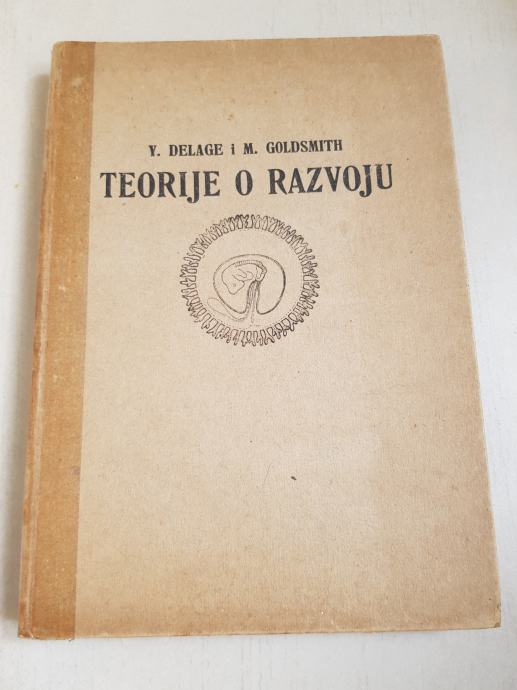 Y. DELAGE i M. GOLDSMITH
TEORIJE O RAZVOJU